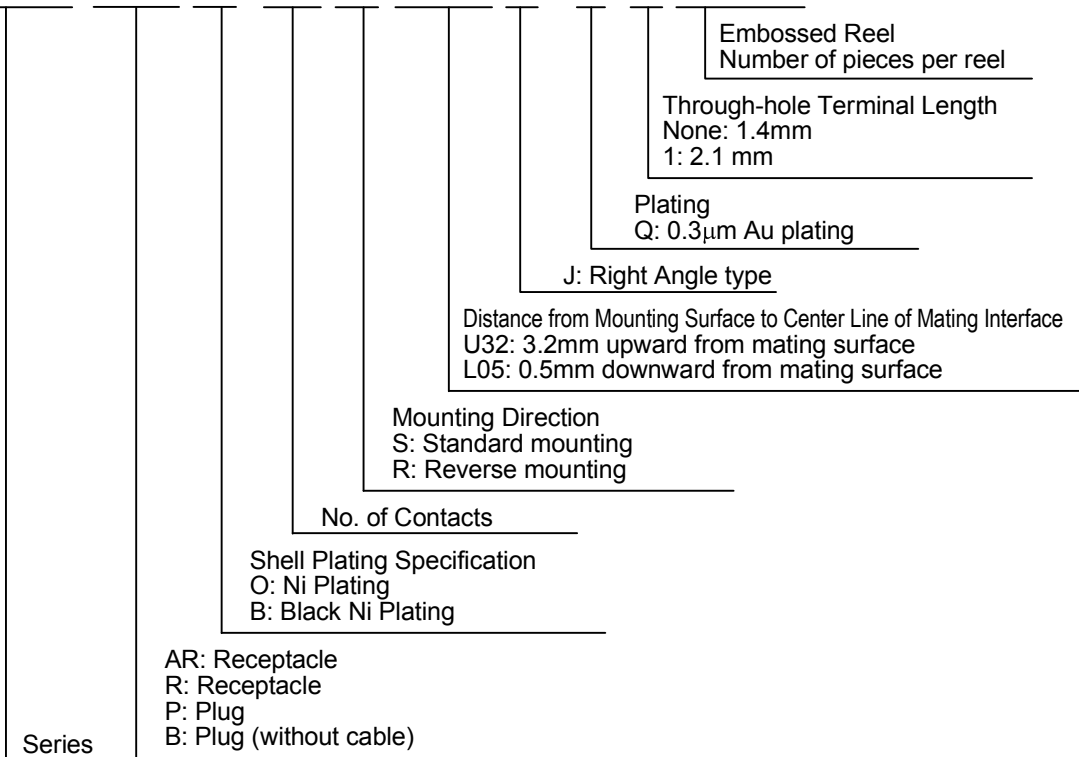 Embossed Reel
Number of pieces per reel
Through-hole Terminal Length
None: 1.4mm
1: 2.1 mm
Plating
Q: 0.3μm Au plating
J: Right Angle type
Distance from Mounting Surface to Center Line of Mating Interface
U32: 3.2mm upward from mating surface
L05: 0.5mm downward from mating surface
Mounting Direction
S: Standard mounting
R: Reverse mounting
No. of Contacts
Shell Plating Specification
O: Ni Plating
B: Black Ni Plating
AR: Receptacle
R: Receptacle
P: Plug
B: Plug (without cable)
Series